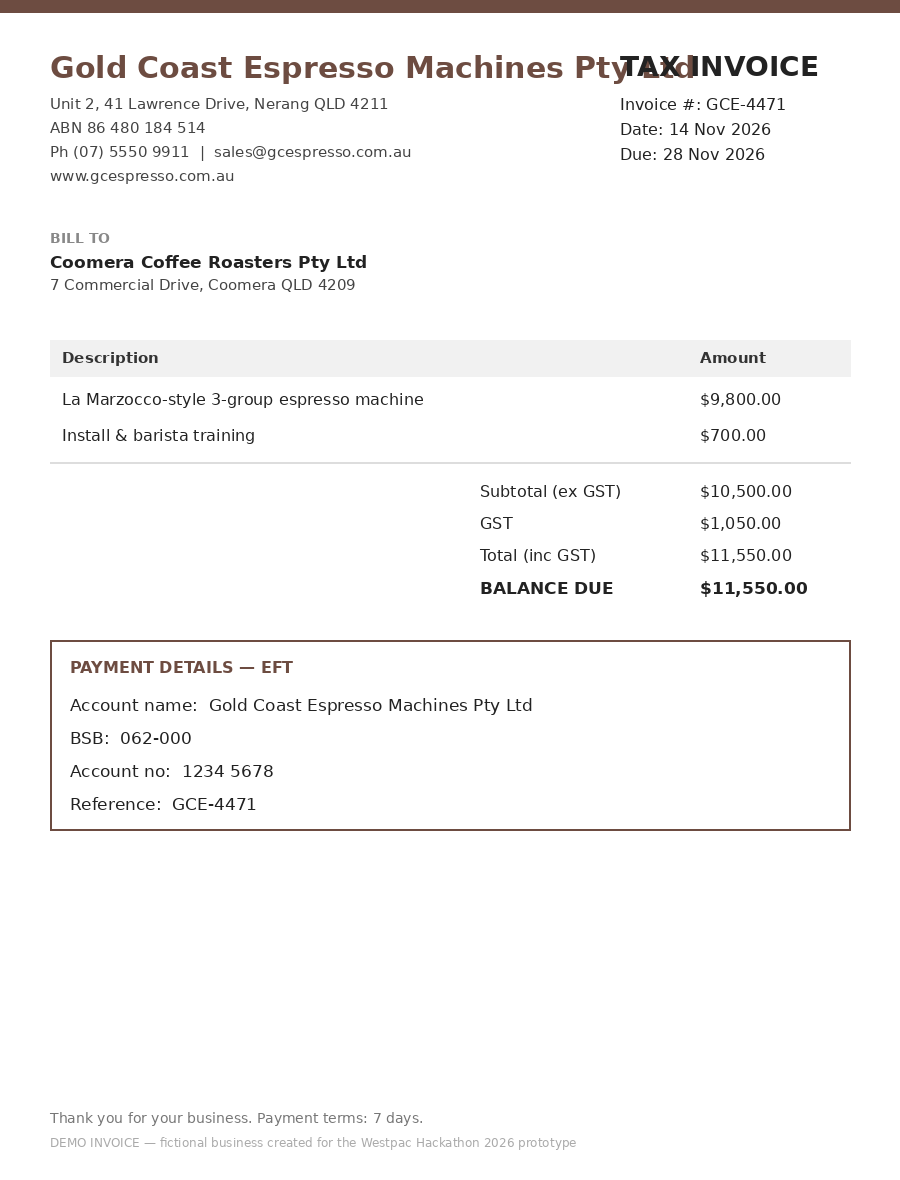 Gold Coast Espresso Machines Pty Ltd
TAX INVOICE
Unit 2, 41 Lawrence Drive, Nerang QLD 4211
ABN 86 480 184 514
Ph (07) 5550 9911 | sales@gcespresso.com.au
www.gcespresso.com.au
Invoice #: GCE-4471
Date: 14 Nov 2026
Due: 28 Nov 2026
BILL TO
Coomera Coffee Roasters Pty Ltd
7 Commercial Drive, Coomera QLD 4209
Description Amount
La Marzocco-style 3-group espresso machine $9,800.00
Install & barista training $700.00
Subtotal (ex GST) $10,500.00
GST $1,050.00
Total (inc GST) $11,550.00
BALANCE DUE $11,550.00
PAYMENT DETAILS — EFT
Account name: Gold Coast Espresso Machines Pty Ltd
BSB: 062-000
Account no: 1234 5678
Reference: GCE-4471
Thank you for your business. Payment terms: 7 days.
DEMO INVOICE — fictional business created for the Westpac Hackathon 2026 prototype